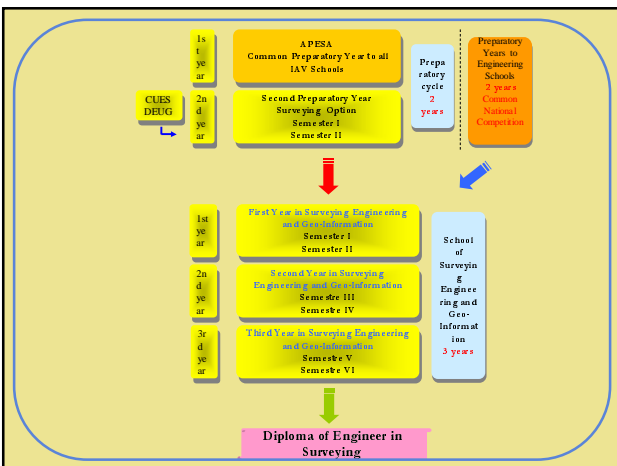 1s
t
ye
ar
APESA
Common Preparatory Year to all
IAV Schools
Prepa
ratory
cycle
2
years
Preparatory
Years to
Engineering
Schools
2 years
Common
National
Competition
CUES
DEUG
2n
d
ye
ar
Second Preparatory Year
Surveying Option
Semester I
Semester II
1st
ye
ar
First Year in Surveying Engineering
and Geo-Information
Semester I
Semester II
School
of
Surveyin
g
Enginee
ring and
Geo-
Informat
ion
3 years
2n
d
ye
ar
Second Year in Surveying
Engineering and Geo-Information
Semestre III
Semestre IV
3r
d
ye
ar
Third Year in Surveying Engineering
and Geo-Information
Semestre V
Semestre VI
Diploma of Engineer in
Surveying